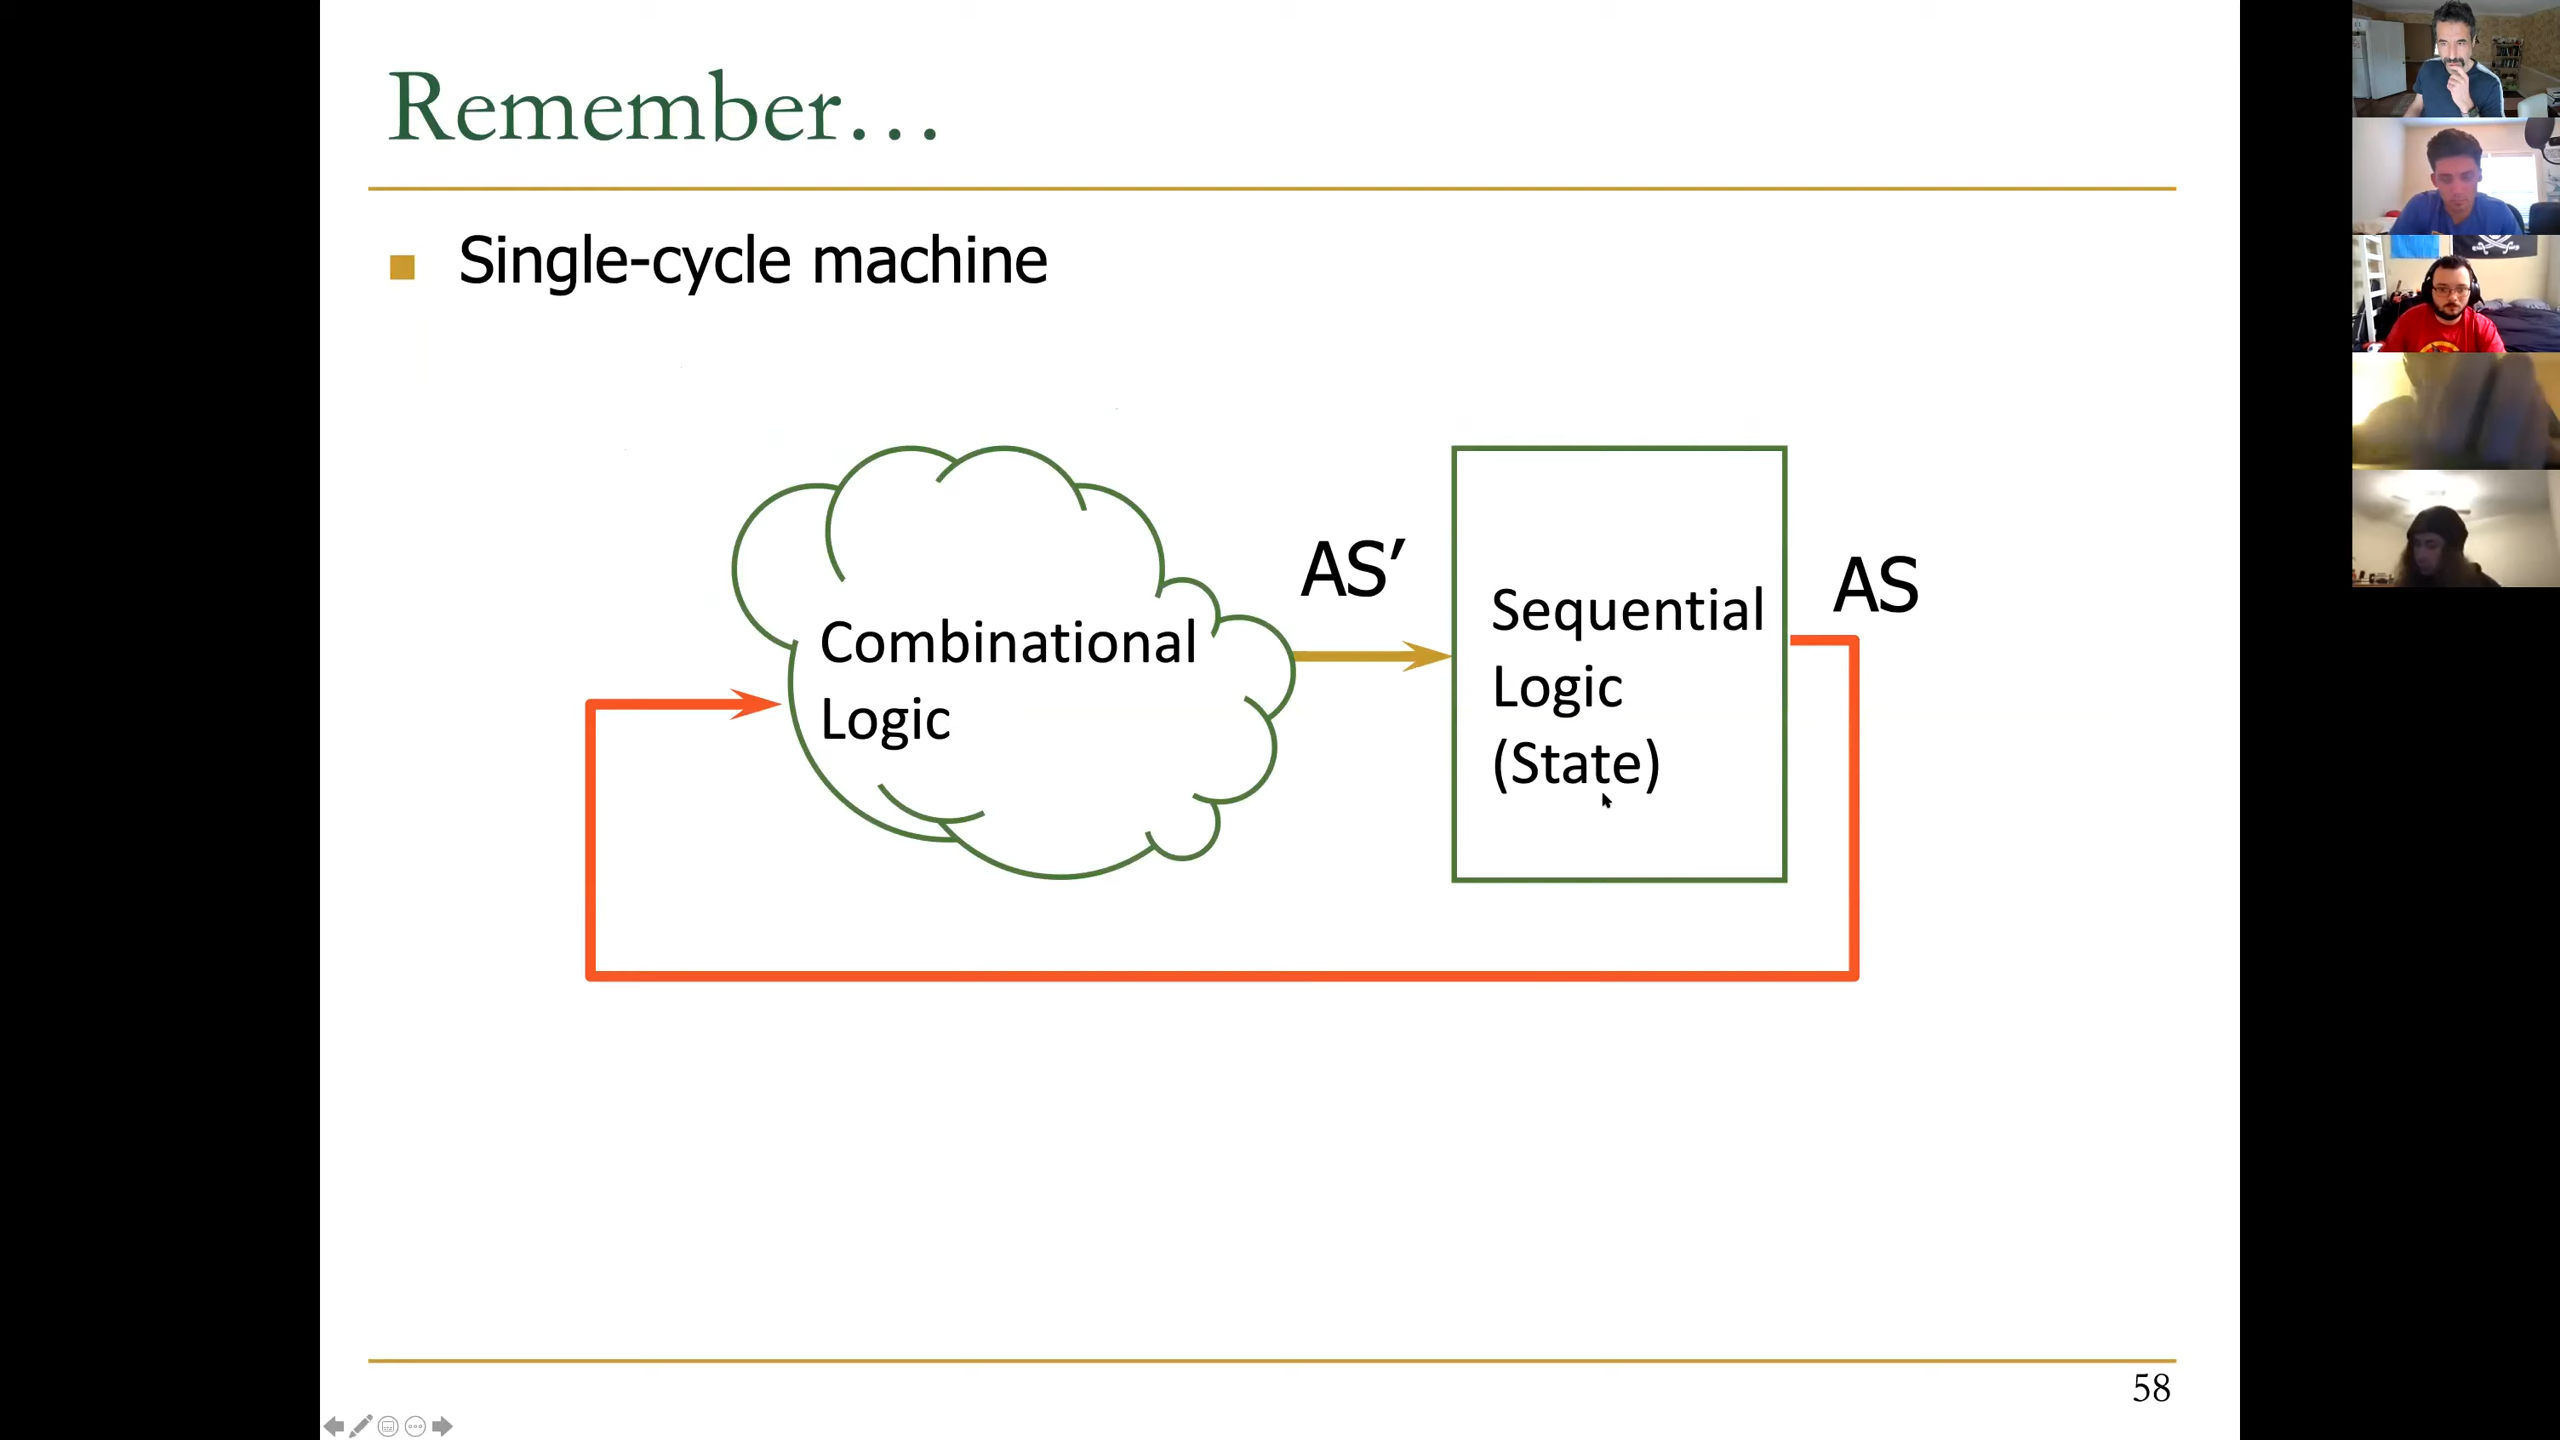 Remember…
Single-cycle machine
AS′
AS
Combinational
Logic
Sequential
Logic
(State)
58